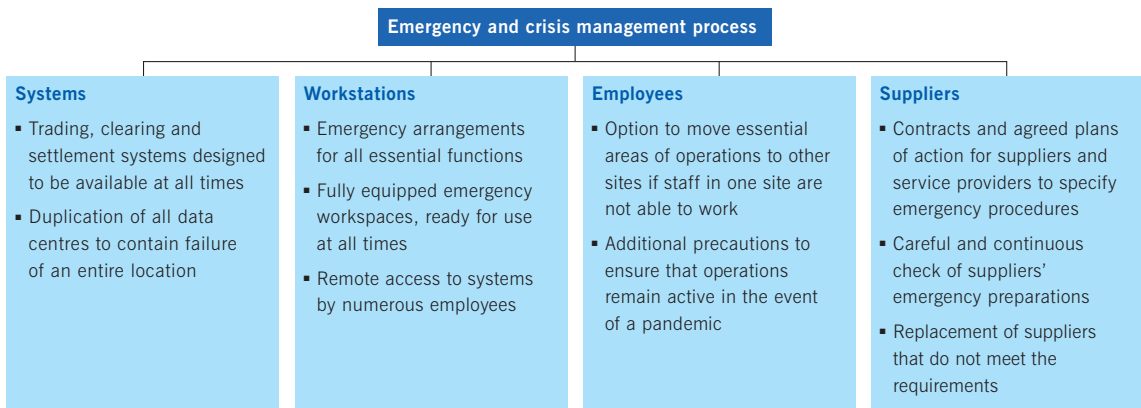 Emergency and crisis management process
Systems
▪ Trading, clearing and
settlement systems designed
to be available at all times
▪ Duplication of all data
centres to contain failure
of an entire location
Workstations
▪ Emergency arrangements
for all essential functions
▪ Fully equipped emergency
workspaces, ready for use
at all times
▪ Remote access to systems
by numerous employees
Employees
▪ Option to move essential
areas of operations to other
sites if staff in one site are
not able to work
▪ Additional precautions to
ensure that operations
remain active in the event
of a pandemic
Suppliers
▪ Contracts and agreed plans
of action for suppliers and
service providers to specify
emergency procedures
▪ Careful and continuous
check of suppliers’
emergency preparations
▪ Replacement of suppliers
that do not meet the
requirements